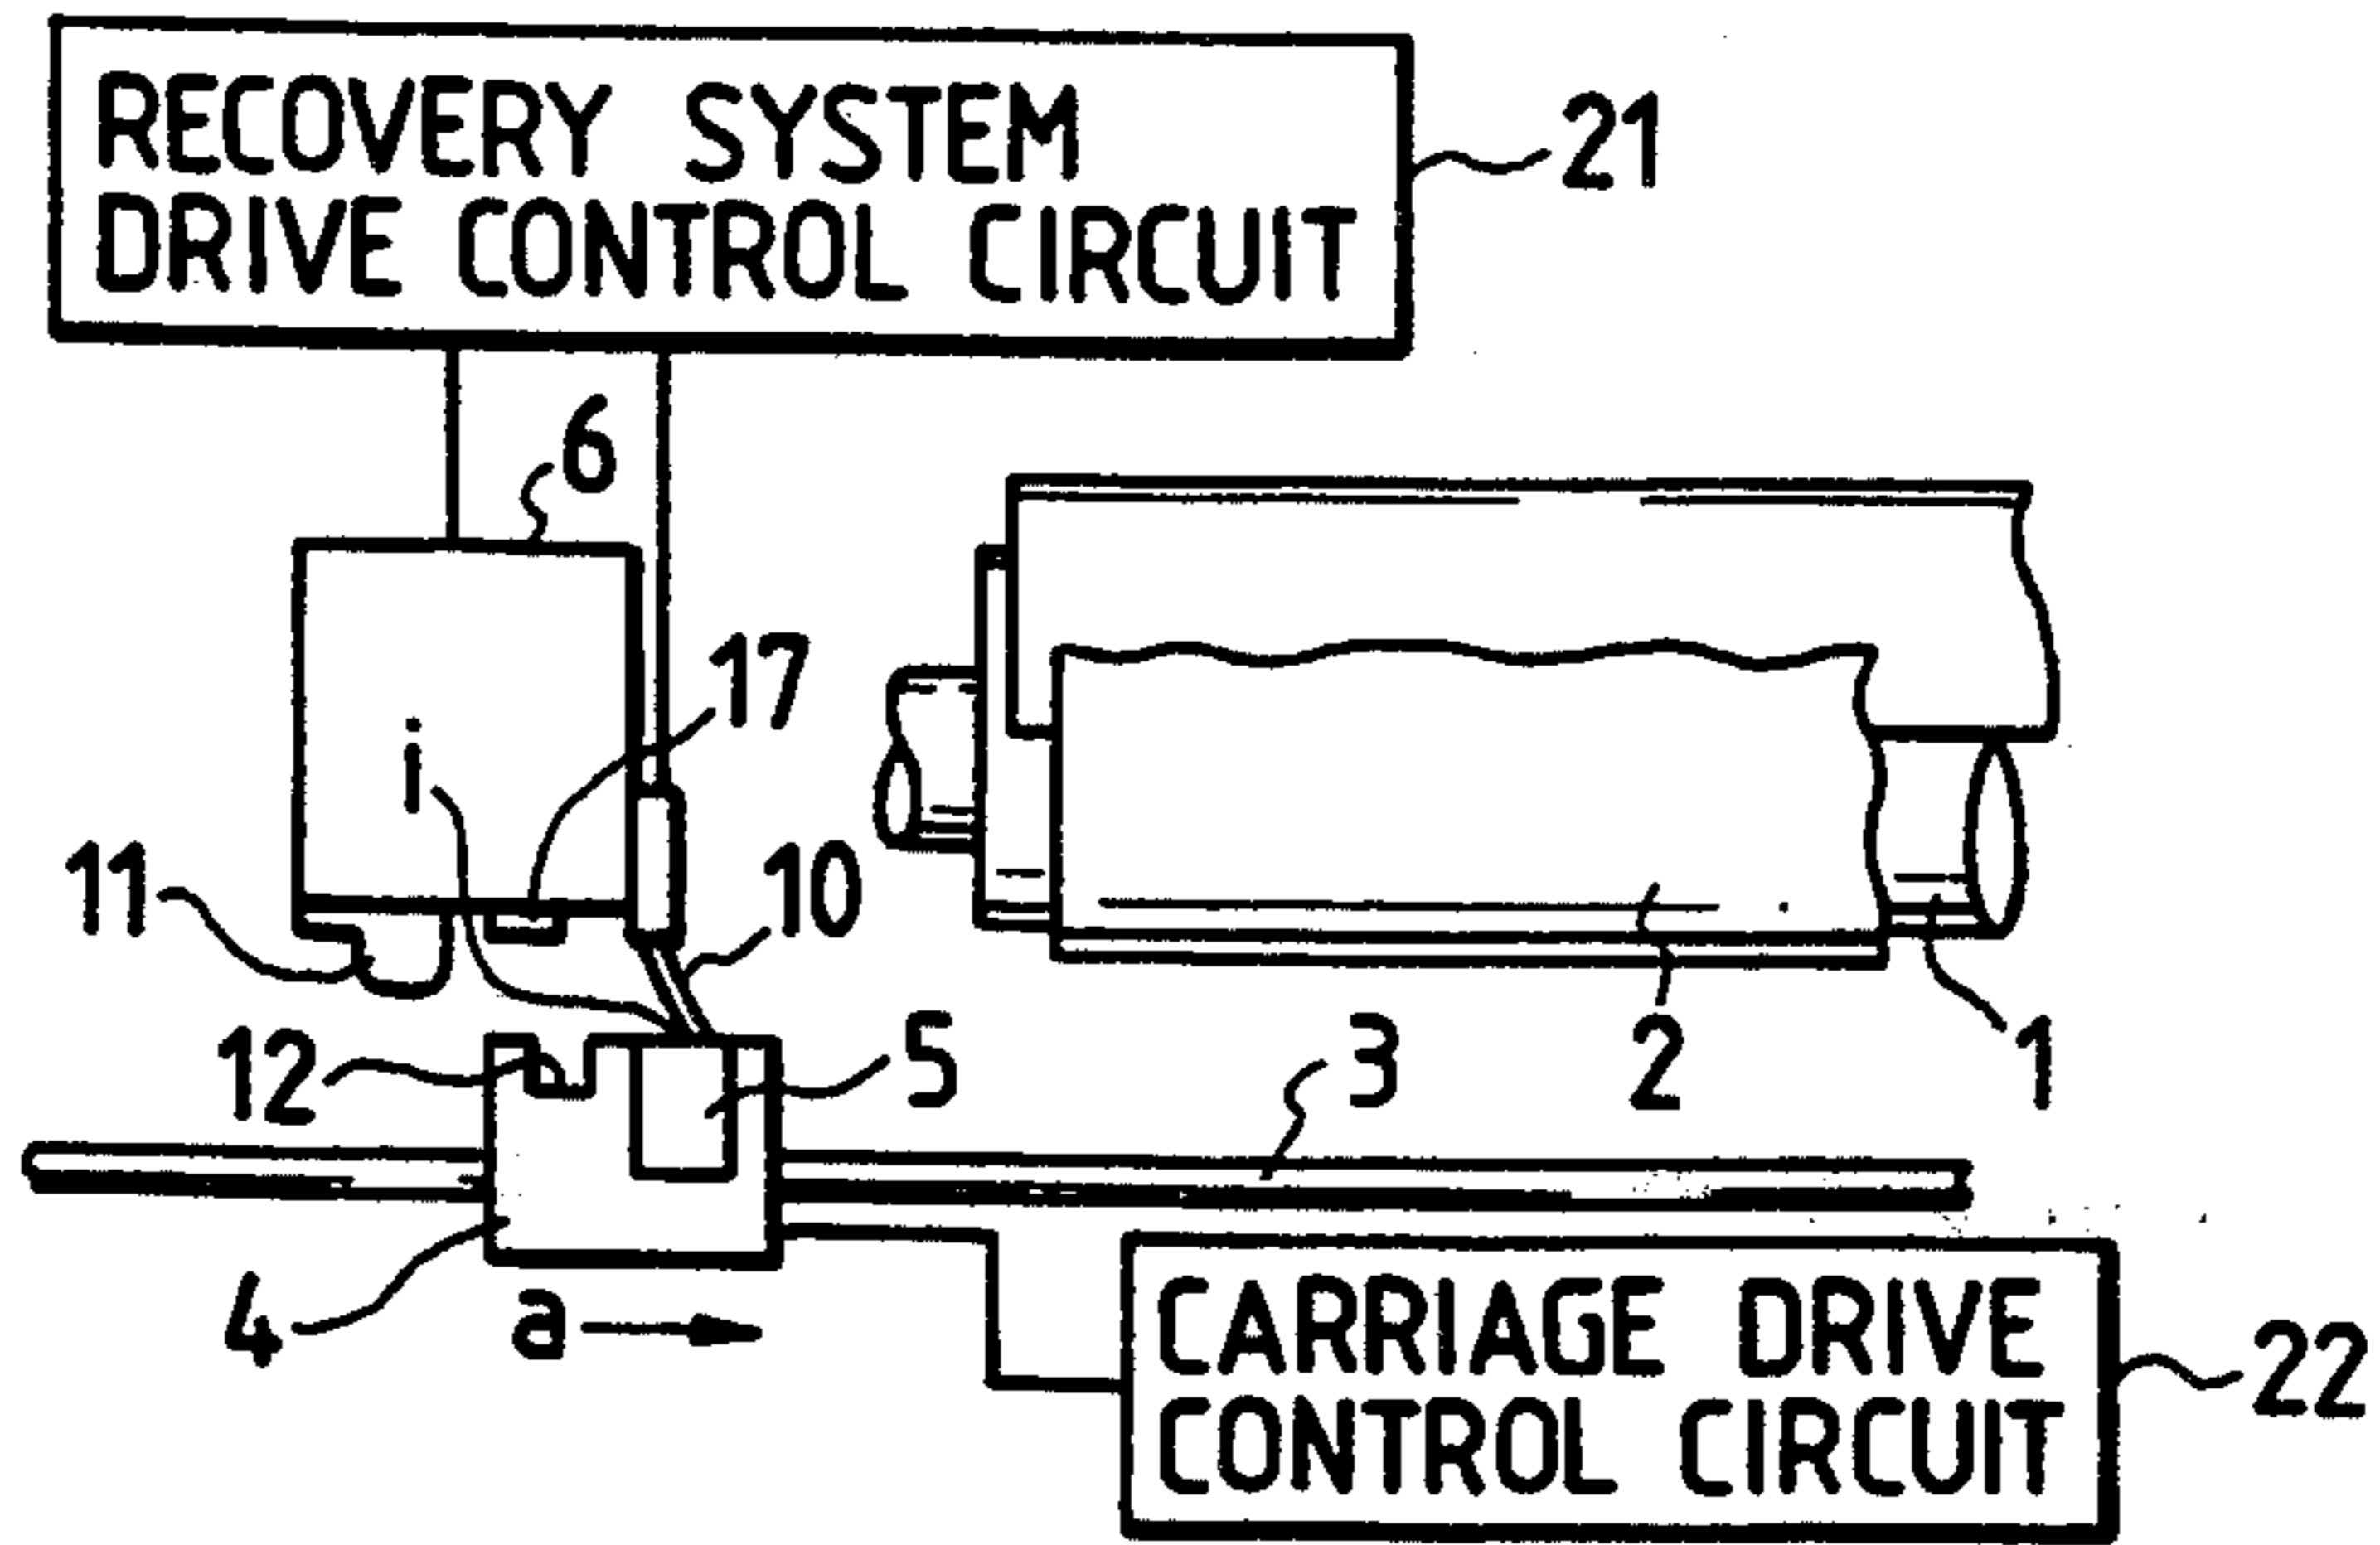 RECOVERY SYSTEM
DRIVE CONTROL CIRCUIT
21
6
17
i
11
10
12
5
3
2
1
4
a
CARRIAGE DRIVE
CONTROL CIRCUIT
22